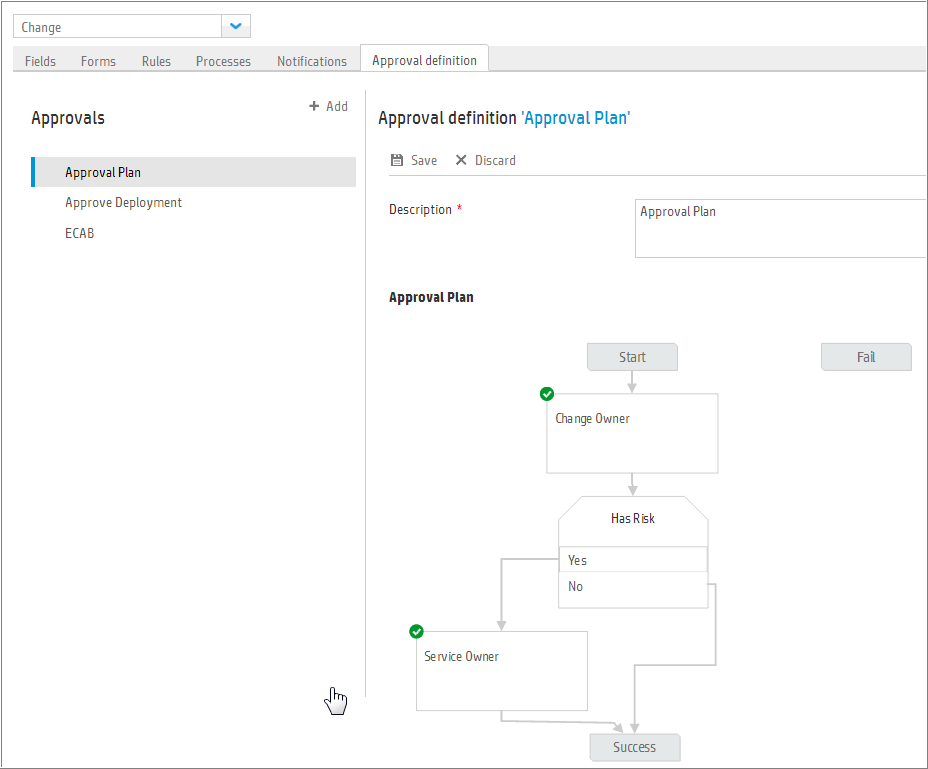 Change
Fields Forms Rules Processes Notifications Approval definition
Approvals
Add
Approval Plan
Approve Deployment
ECAB
Approval definition 'Approval Plan'
Save Discard
Description *
Approval Plan
Approval Plan
Start
Fail
Change Owner
Has Risk
Yes
No
Service Owner
Success